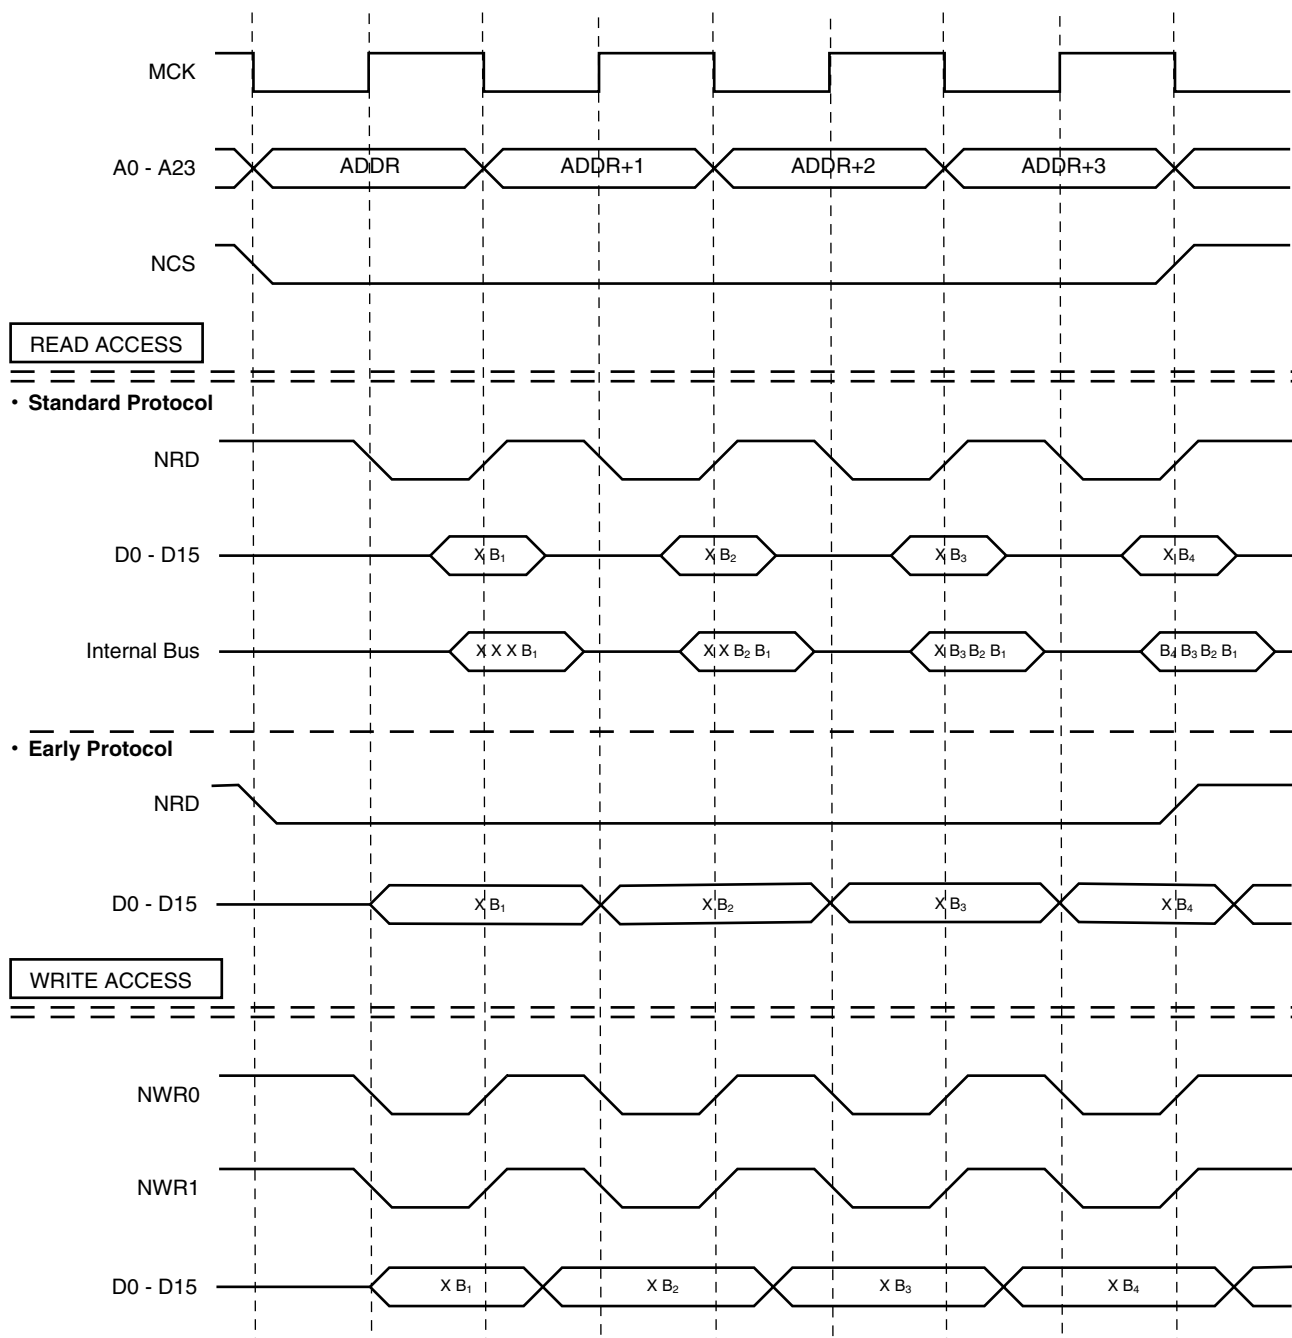 MCK
A0 - A23 ADDR ADDR+1 ADDR+2 ADDR+3
NCS
READ ACCESS
• Standard Protocol
NRD
D0 - D15 X B₁ X B₂ X B₃ X B₄
Internal Bus X X X B₁ X X B₂ B₁ X B₃ B₂ B₁ B₄ B₃ B₂ B₁
• Early Protocol
NRD
D0 - D15 X B₁ X B₂ X B₃ X B₄
WRITE ACCESS
NWR0
NWR1
D0 - D15 X B₁ X B₂ X B₃ X B₄